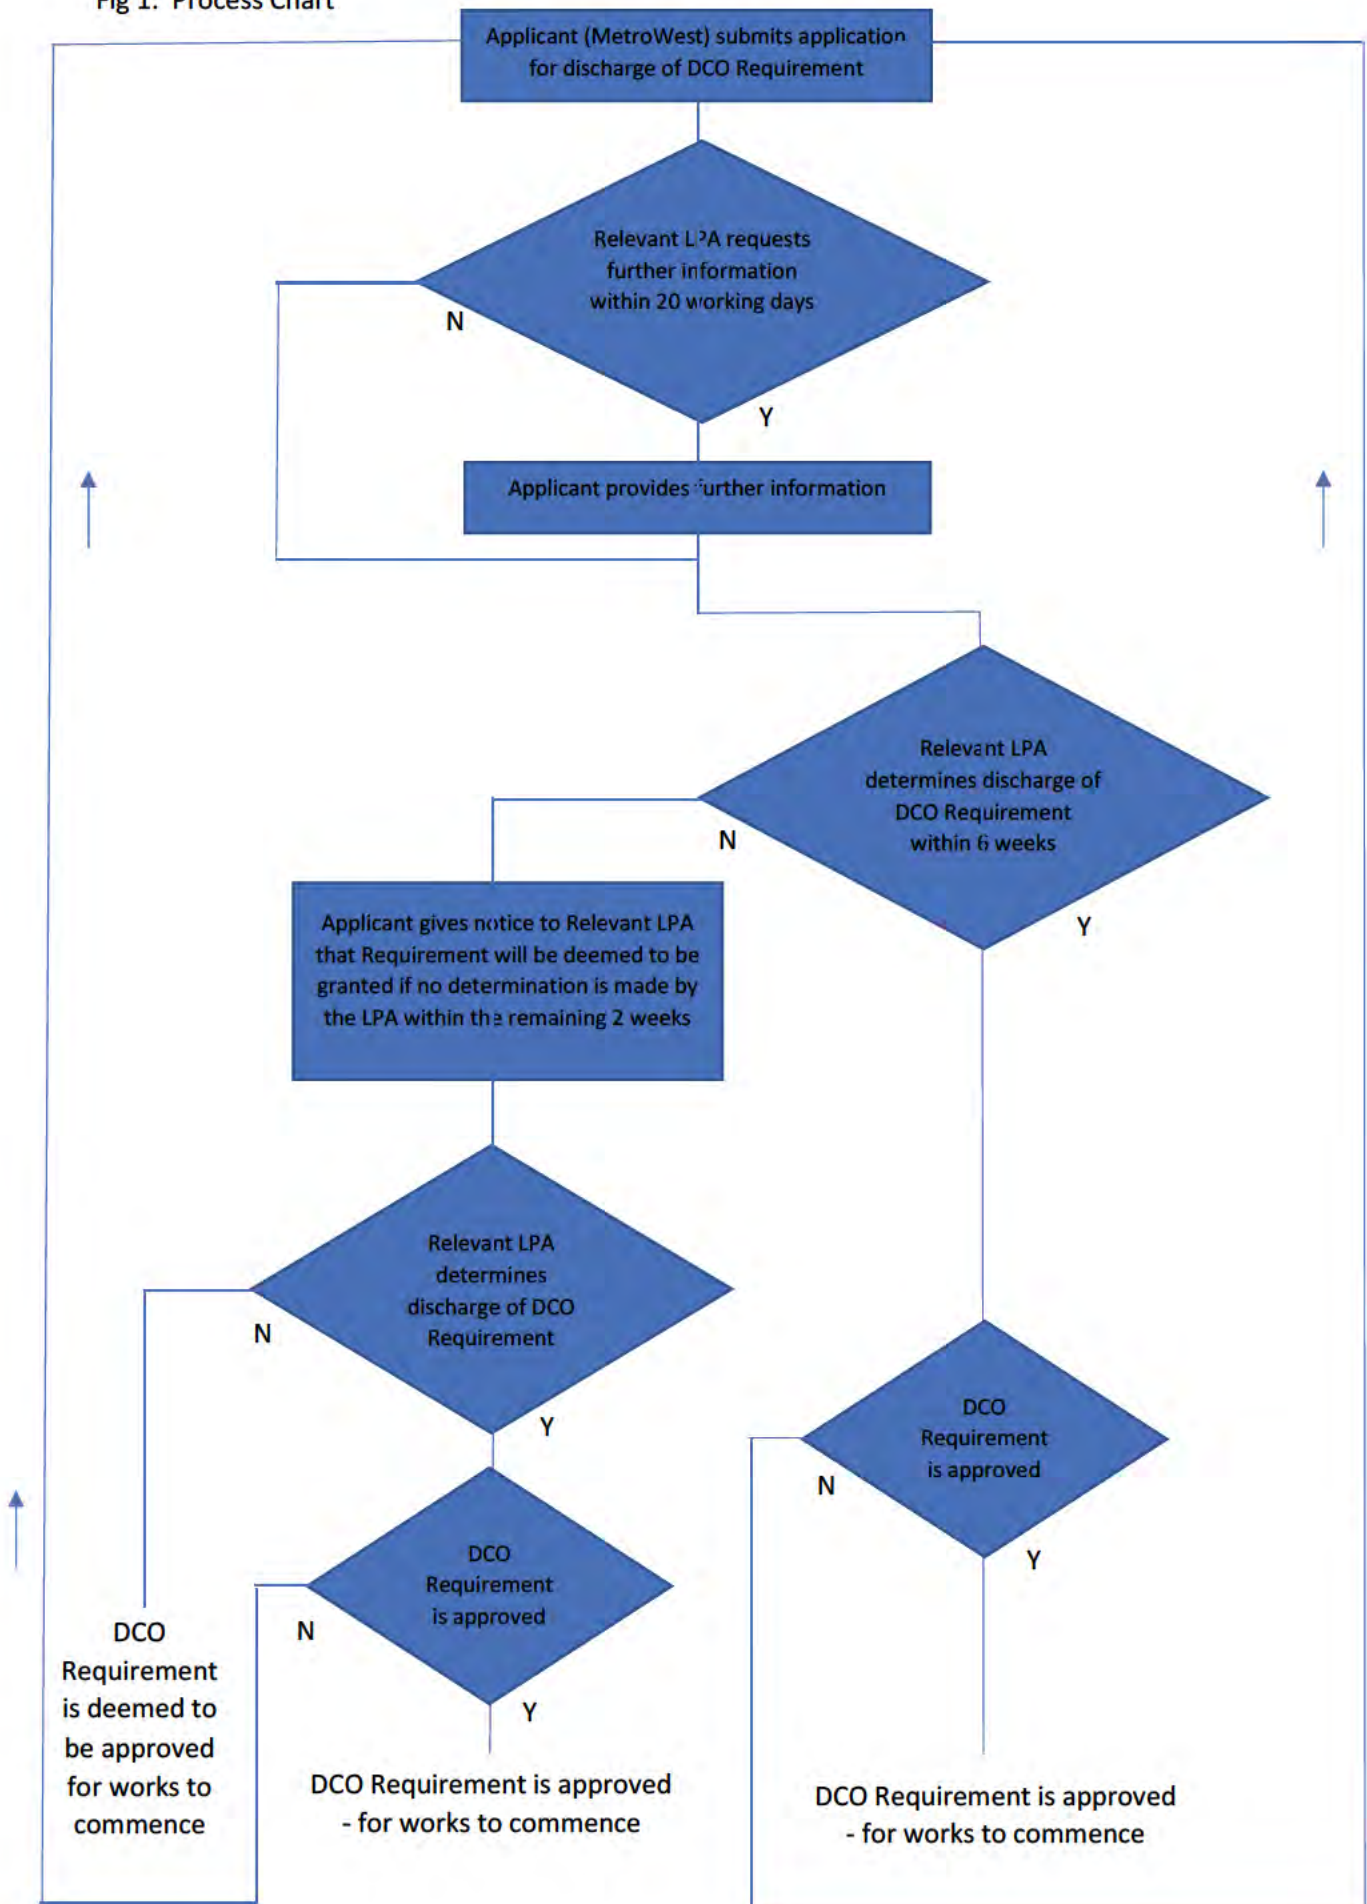 Fig 1. Process Chart
Applicant (MetroWest) submits application
for discharge of DCO Requirement
Relevant LPA requests
further information
within 20 working days
N
Y
Applicant provides further information
Relevant LPA
determines discharge of
DCO Requirement
within 6 weeks
N
Y
Applicant gives notice to Relevant LPA
that Requirement will be deemed to be
granted if no determination is made by
the LPA within the remaining 2 weeks
Relevant LPA
determines
discharge of DCO
Requirement
N
Y
DCO
Requirement
is approved
N
Y
DCO
Requirement
is approved
N
Y
DCO
Requirement
is deemed to
be approved
for works to
commence
DCO Requirement is approved
- for works to commence
DCO Requirement is approved
- for works to commence